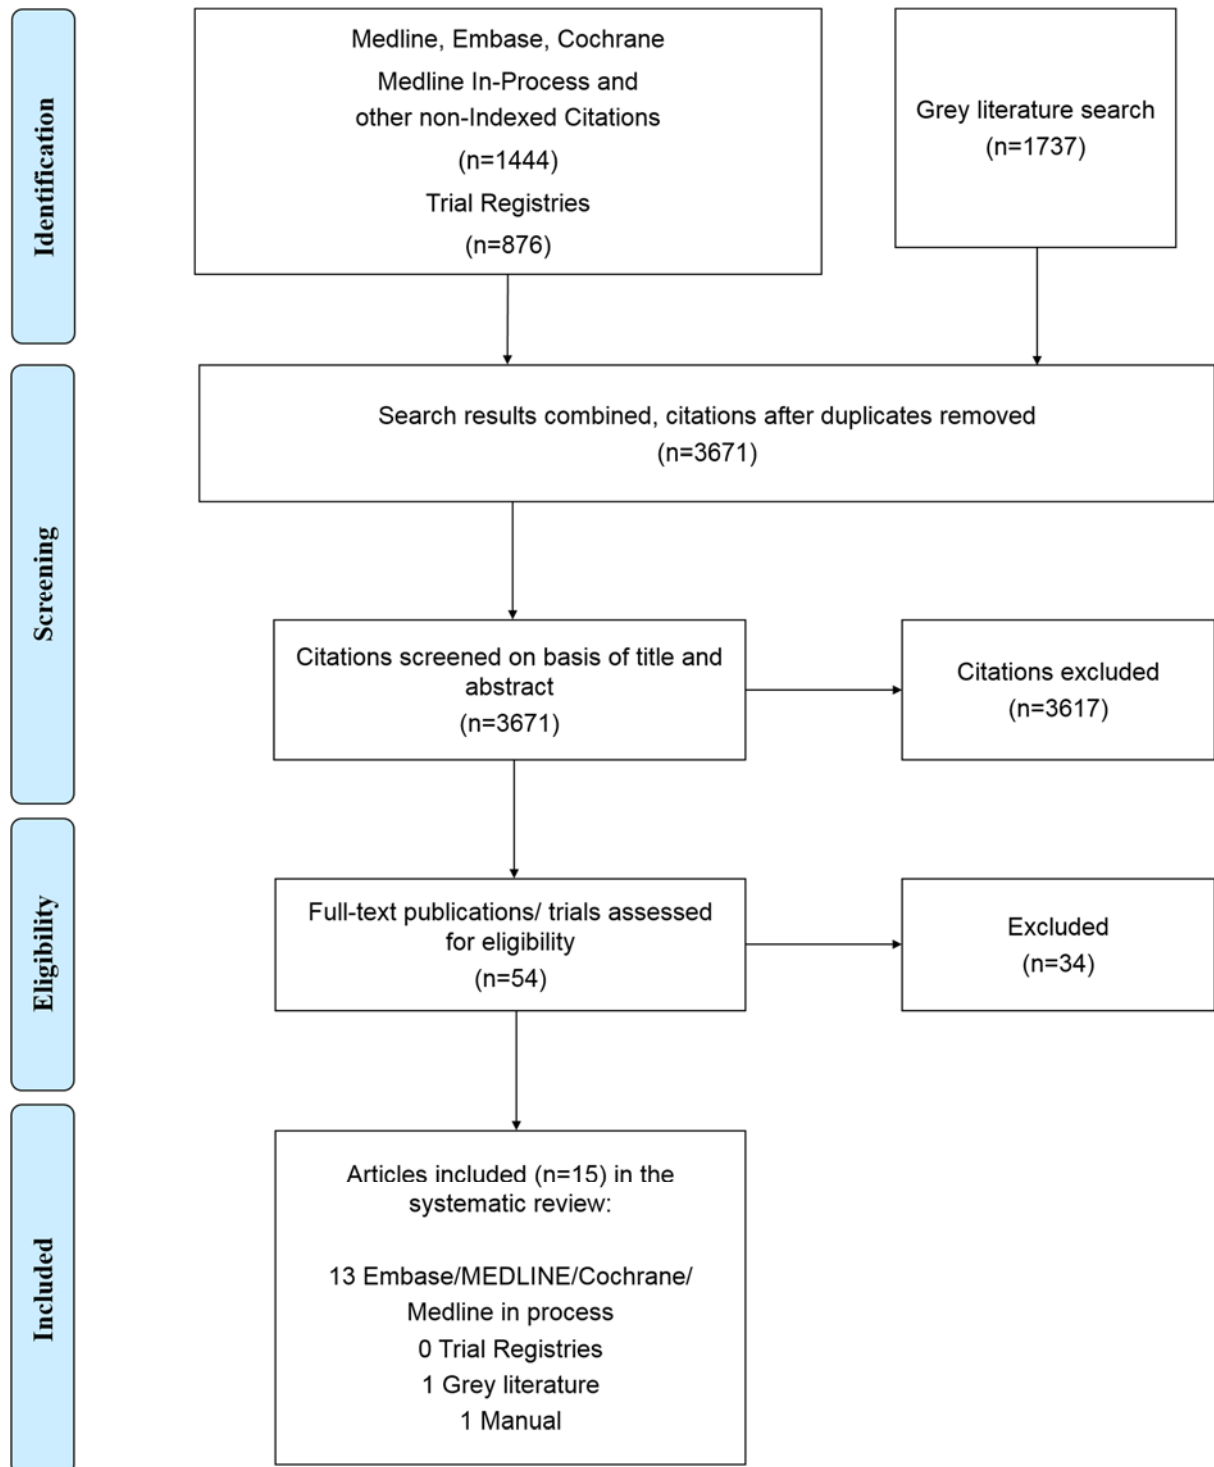 Identification
Medline, Embase, Cochrane
Medline In-Process and
other non-Indexed Citations
(n=1444)
Trial Registries
(n=876)
Grey literature search
(n=1737)
Screening
Search results combined, citations after duplicates removed
(n=3671)
Citations screened on basis of title and
abstract
(n=3671)
Citations excluded
(n=3617)
Eligibility
Full-text publications/ trials assessed
for eligibility
(n=54)
Excluded
(n=34)
Included
Articles included (n=15) in the
systematic review:
13 Embase/MEDLINE/Cochrane/
Medline in process
0 Trial Registries
1 Grey literature
1 Manual